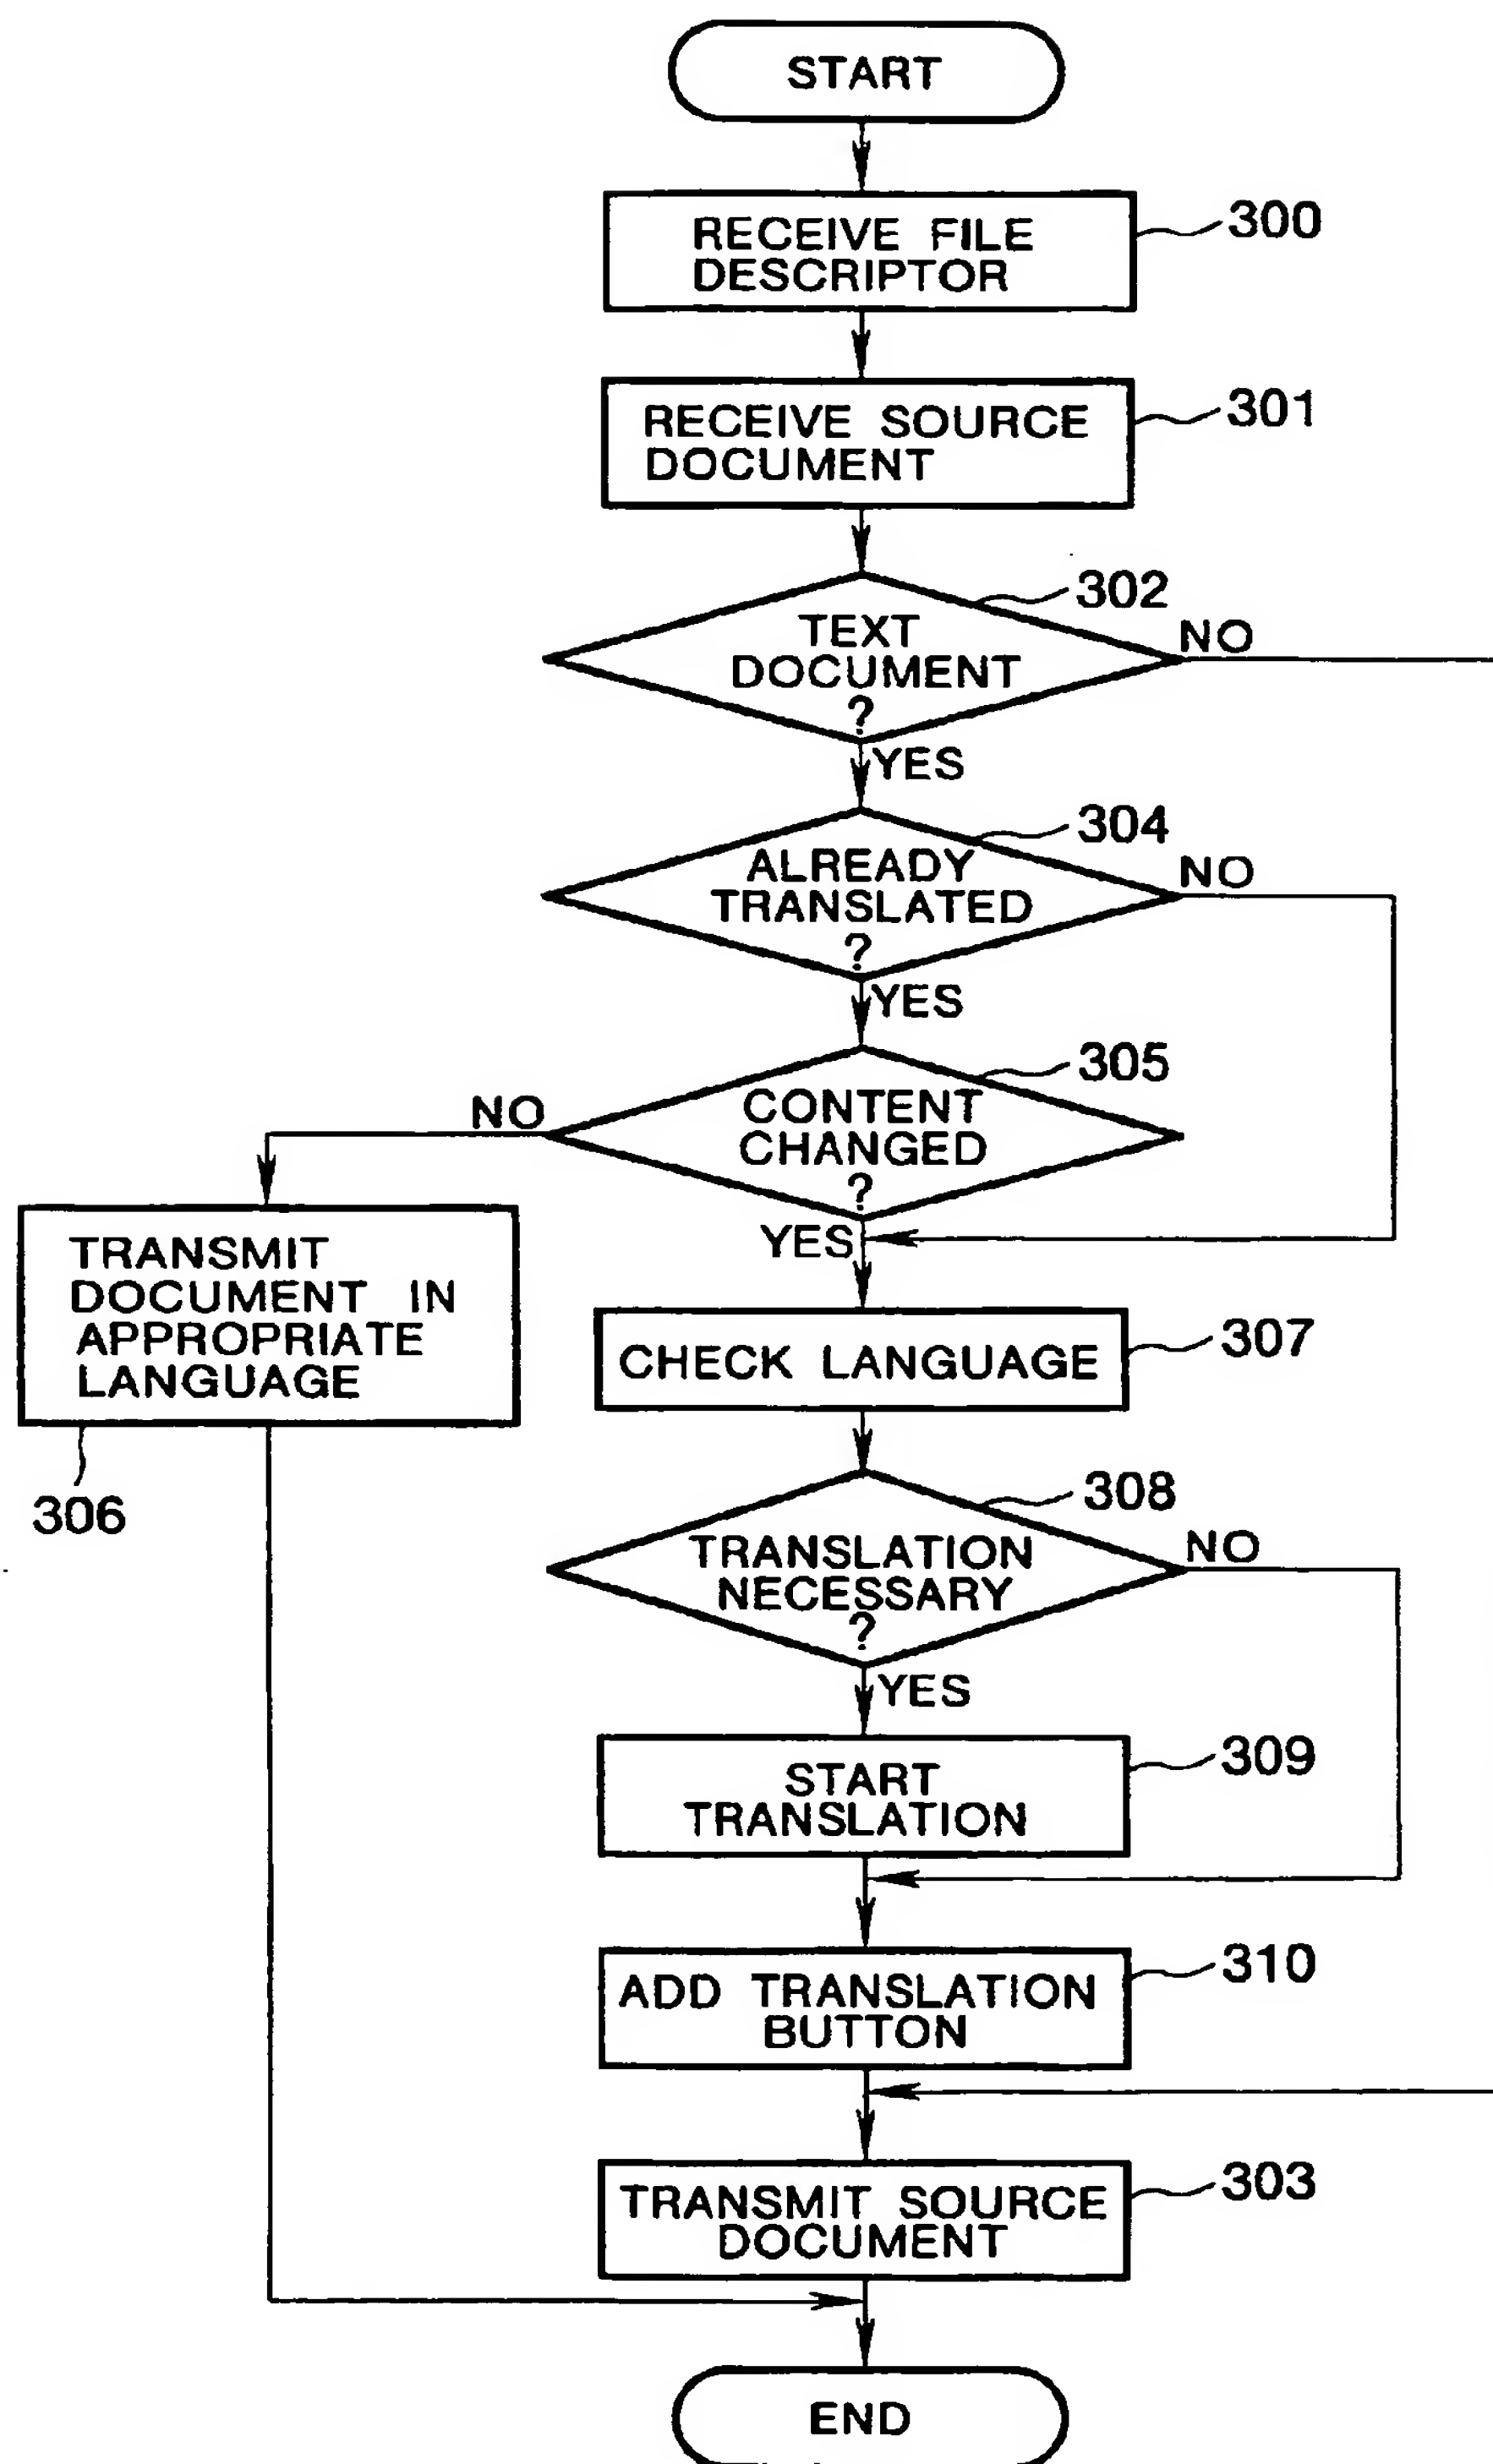 START
RECEIVE FILE
DESCRIPTOR
300
RECEIVE SOURCE
DOCUMENT
301
302
TEXT
DOCUMENT
?
NO
YES
304
ALREADY
TRANSLATED
?
NO
YES
305
CONTENT
CHANGED
?
NO
YES
TRANSMIT
DOCUMENT IN
APPROPRIATE
LANGUAGE
306
CHECK LANGUAGE
307
308
TRANSLATION
NECESSARY
?
NO
YES
START
TRANSLATION
309
ADD TRANSLATION
BUTTON
310
TRANSMIT SOURCE
DOCUMENT
303
END